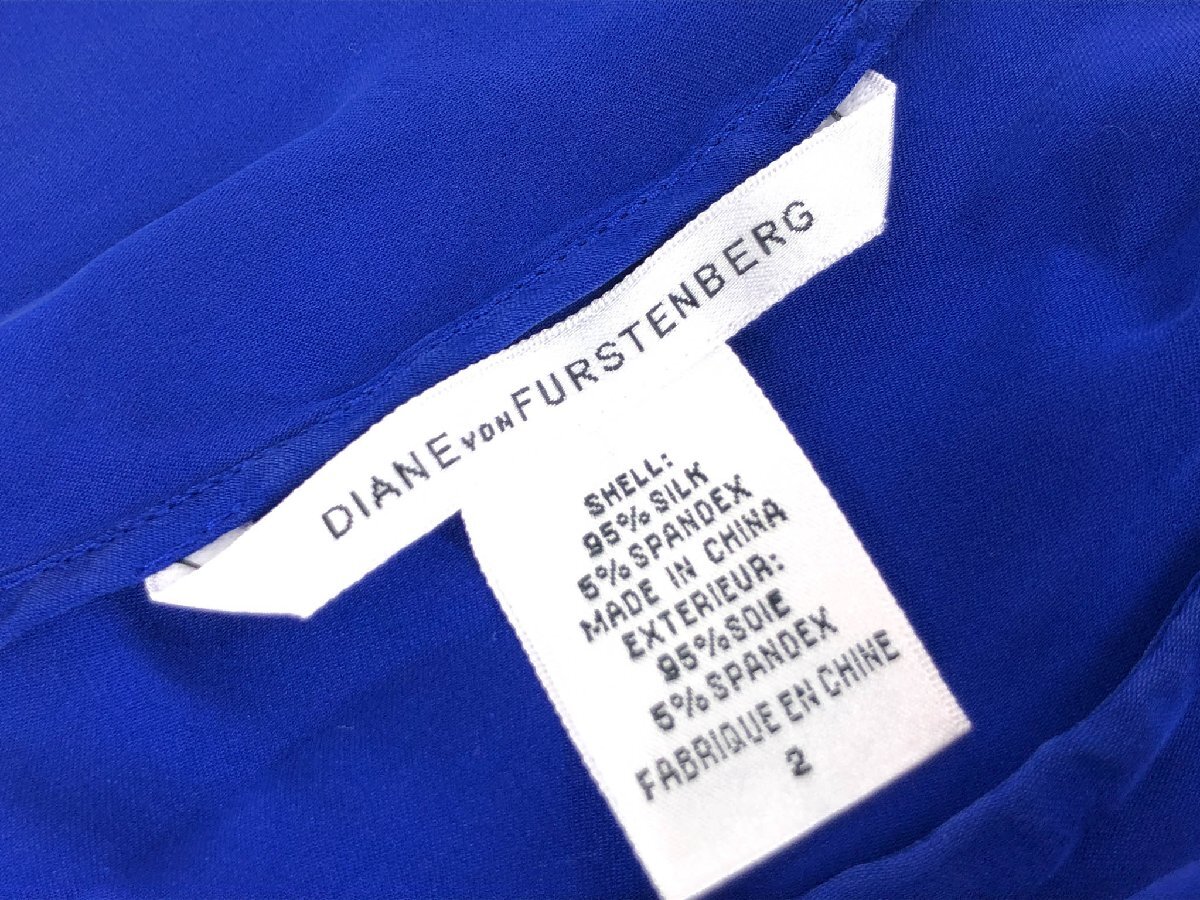 DIANE VON FURSTENBERG
SHELL:
95% SILK
5% SPANDEX
MADE IN CHINA
EXTERIEUR:
95% SOIE
5% SPANDEX
FABRIQUE EN CHINE
2